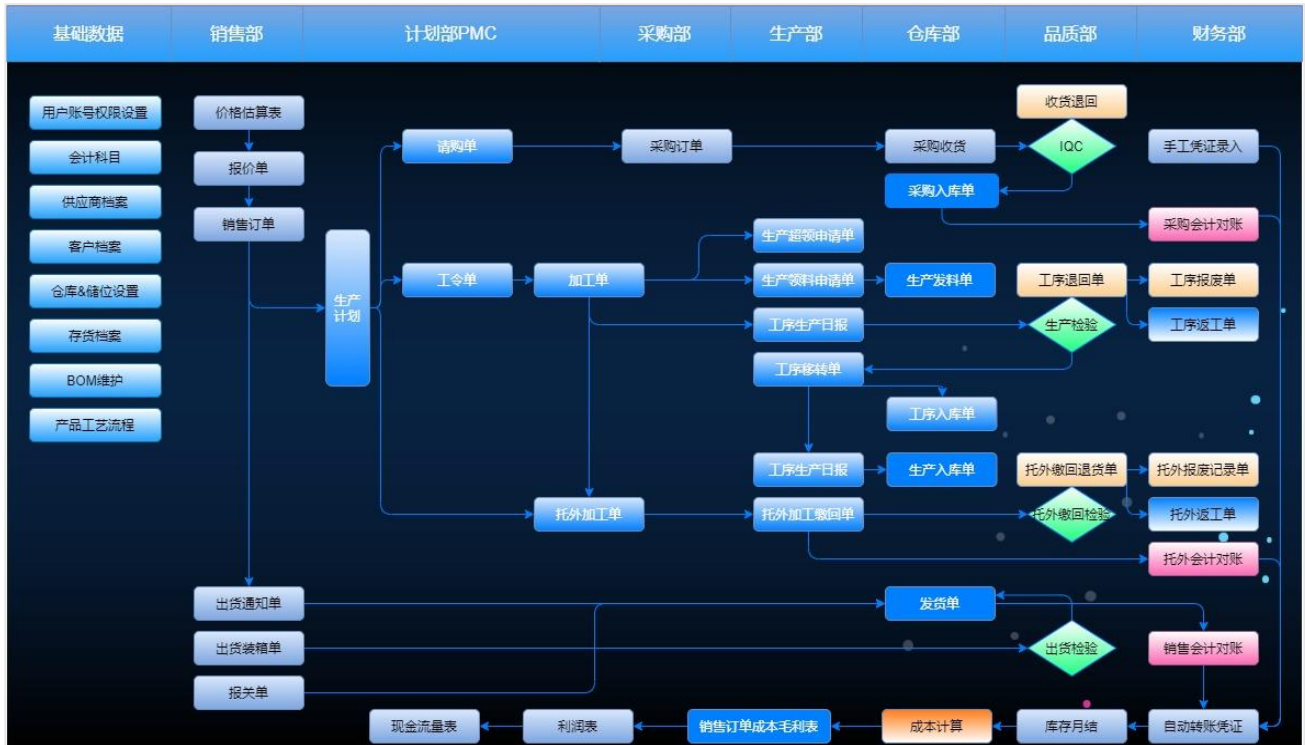 基础数据 销售部 计划部PMC 采购部 生产部 仓库部 品质部 财务部
收货退回
用户账号权限设置 价格估算表
请购单 采购订单 采购收货 IQC 手工凭证录入
会计科目 报价单
采购入库单
供应商档案 销售订单 采购会计对账
生产超领申请单
客户档案
工令单 加工单 生产领料申请单 生产发料单 工序退回单 工序报废单
仓库&储位设置
生产
计划
工序生产日报 生产检验 工序返工单
存货档案
工序移转单
BOM维护
工序入库单
产品工艺流程
工序生产日报 生产入库单 托外缴回退货单 托外报废记录单
托外加工单 托外加工缴回单 托外缴回检验 托外返工单
托外会计对账
出货通知单 发货单
出货装箱单 出货检验 销售会计对账
报关单
现金流量表 利润表 销售订单成本毛利表 成本计算 库存月结 自动转账凭证